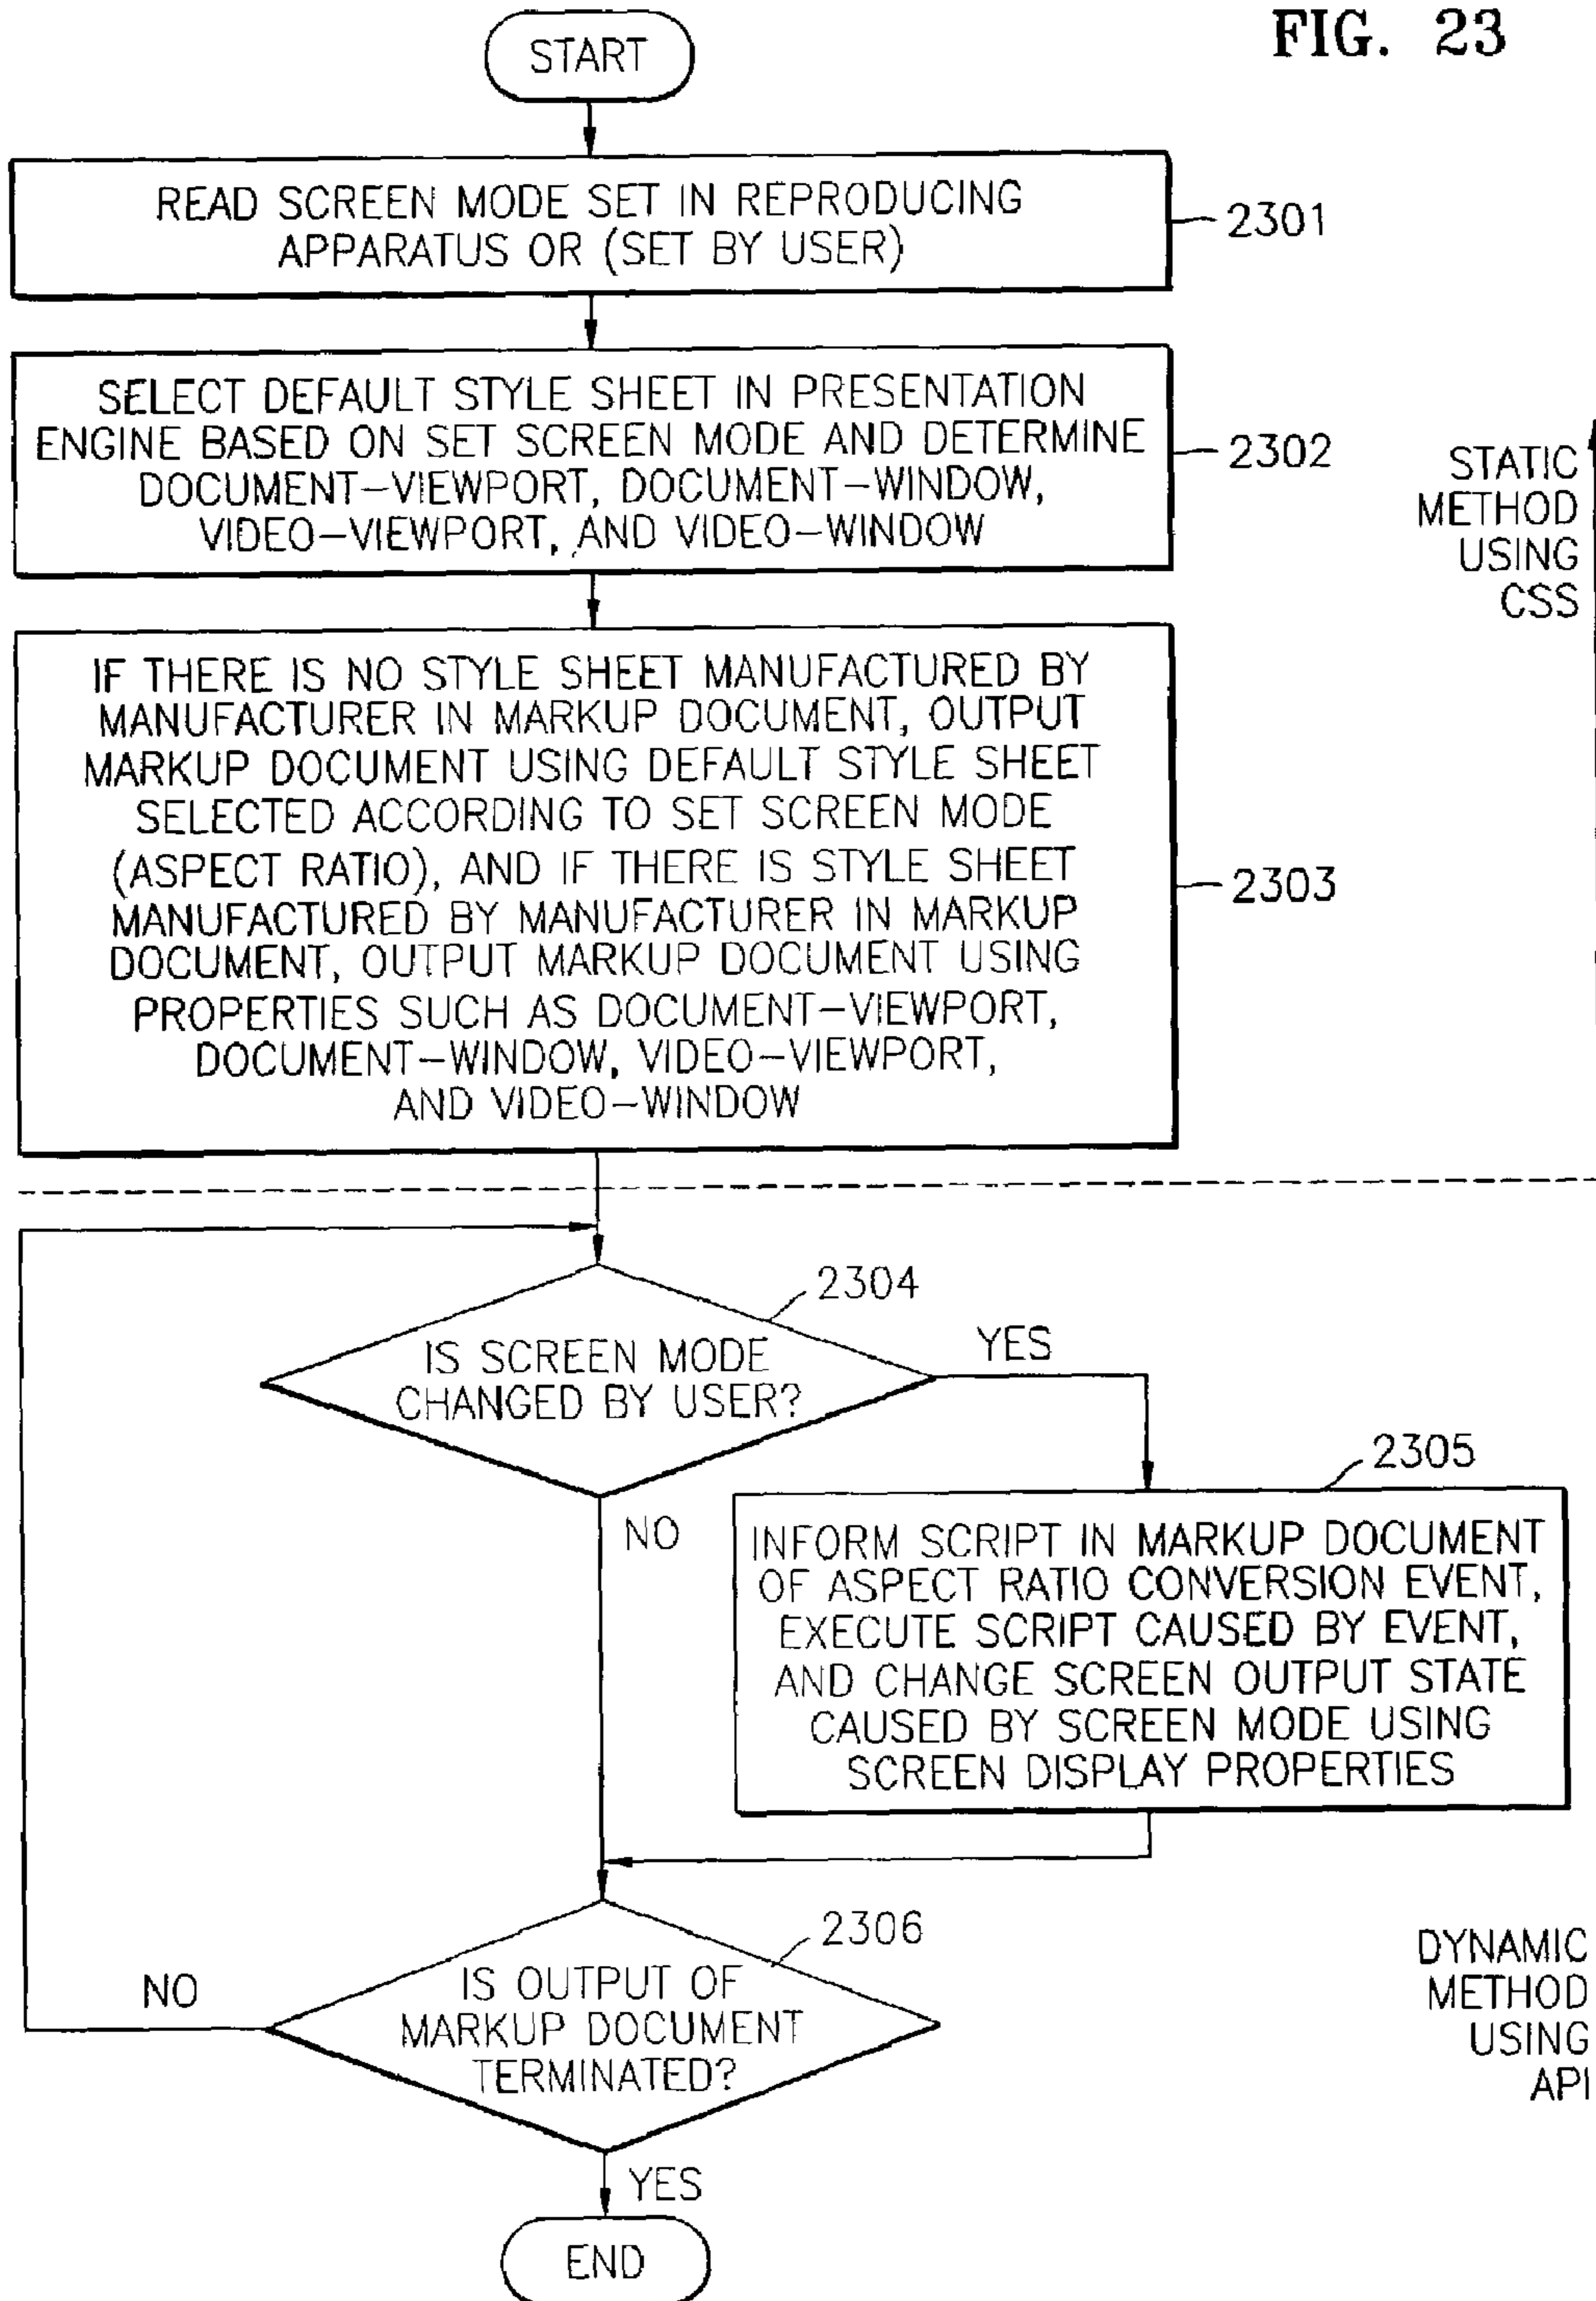 FIG. 23
START
READ SCREEN MODE SET IN REPRODUCING
APPARATUS OR (SET BY USER)
2301
SELECT DEFAULT STYLE SHEET IN PRESENTATION
ENGINE BASED ON SET SCREEN MODE AND DETERMINE
DOCUMENT-VIEWPORT, DOCUMENT-WINDOW,
VIDEO-VIEWPORT, AND VIDEO-WINDOW
2302
STATIC
METHOD
USING
CSS
IF THERE IS NO STYLE SHEET MANUFACTURED BY
MANUFACTURER IN MARKUP DOCUMENT, OUTPUT
MARKUP DOCUMENT USING DEFAULT STYLE SHEET
SELECTED ACCORDING TO SET SCREEN MODE
(ASPECT RATIO), AND IF THERE IS STYLE SHEET
MANUFACTURED BY MANUFACTURER IN MARKUP
DOCUMENT, OUTPUT MARKUP DOCUMENT USING
PROPERTIES SUCH AS DOCUMENT-VIEWPORT,
DOCUMENT-WINDOW, VIDEO-VIEWPORT,
AND VIDEO-WINDOW
2303
2304
IS SCREEN MODE
CHANGED BY USER?
YES
NO
2305
INFORM SCRIPT IN MARKUP DOCUMENT
OF ASPECT RATIO CONVERSION EVENT,
EXECUTE SCRIPT CAUSED BY EVENT,
AND CHANGE SCREEN OUTPUT STATE
CAUSED BY SCREEN MODE USING
SCREEN DISPLAY PROPERTIES
2306
IS OUTPUT OF
MARKUP DOCUMENT
TERMINATED?
NO
YES
DYNAMIC
METHOD
USING
API
END